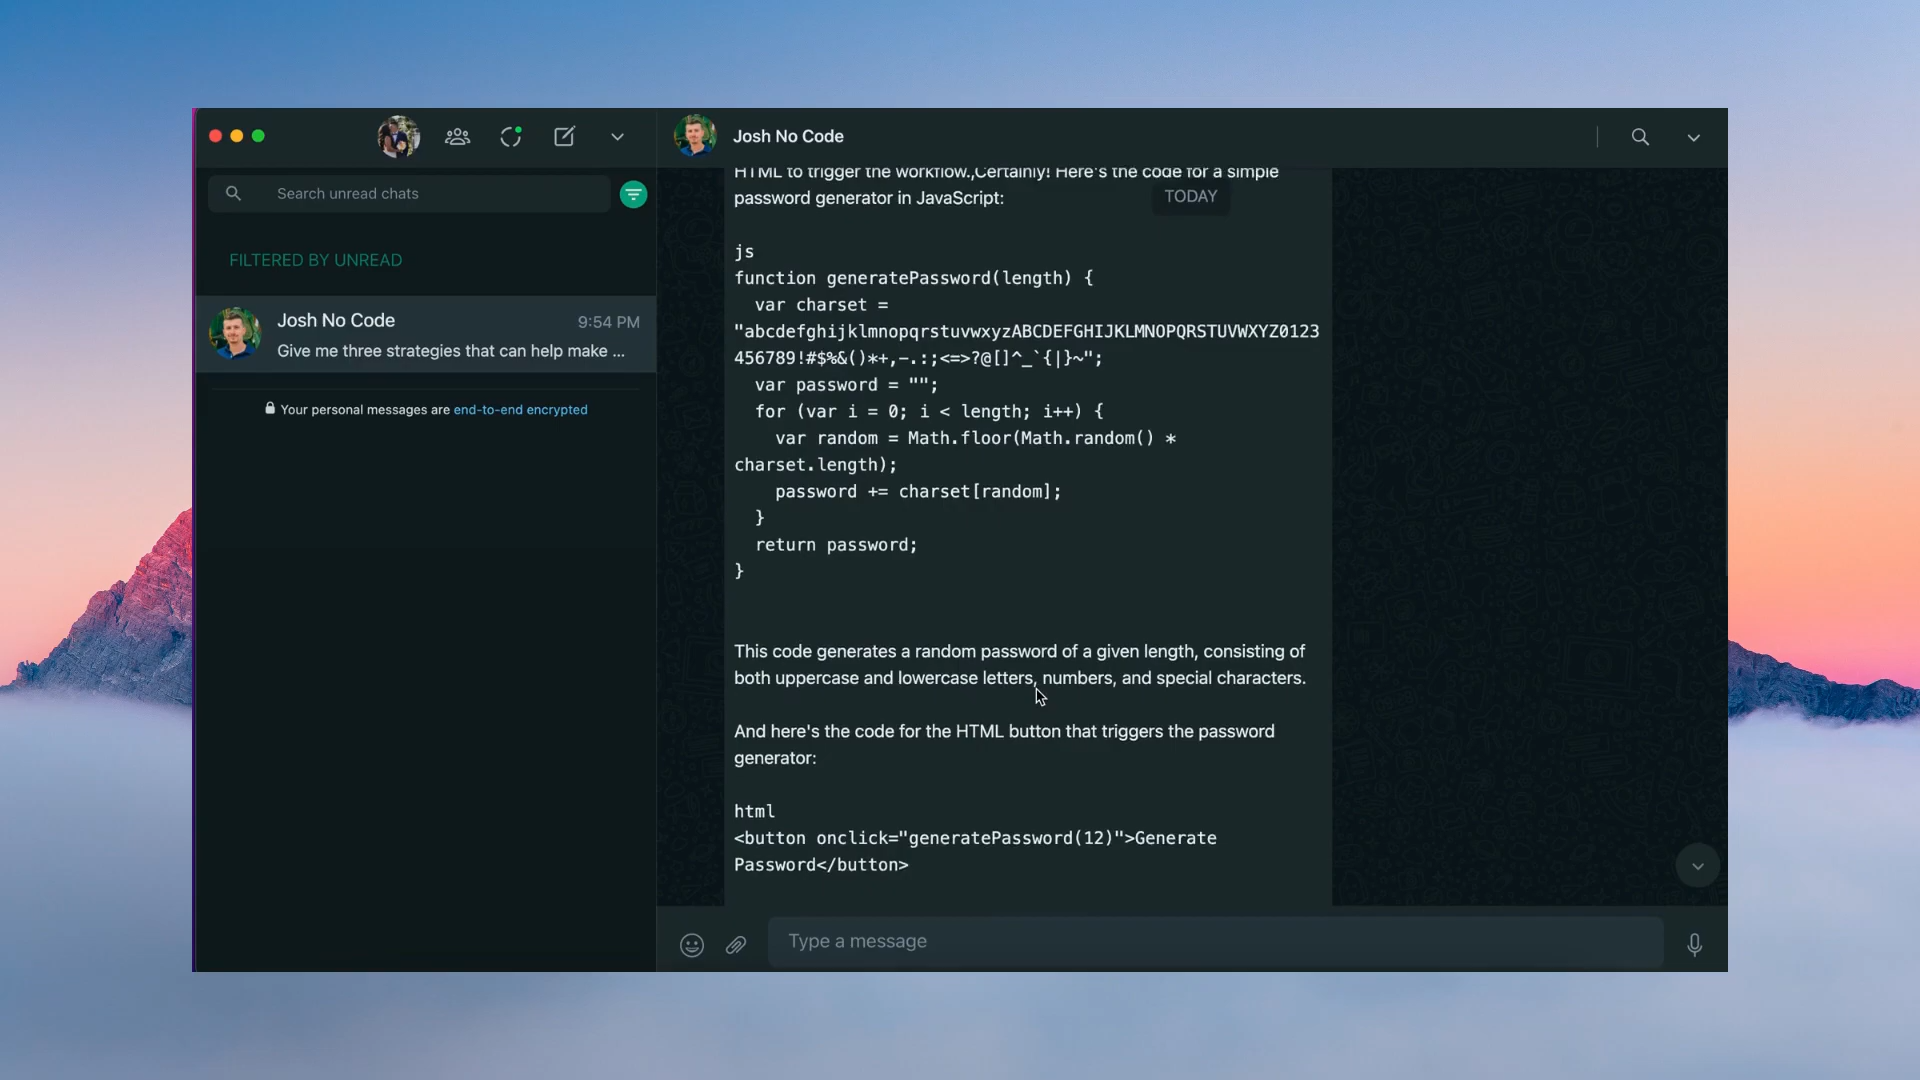 Josh No Code
Search unread chats
FILTERED BY UNREAD
Josh No Code
9:54 PM
Give me three strategies that can help make ...
Your personal messages are end-to-end encrypted
HTML to trigger the workflow.,Certainly! Here's the code for a simple
password generator in JavaScript:
TODAY
js
function generatePassword(length) {
  var charset =
"abcdefghijklmnopqrstuvwxyzABCDEFGHIJKLMNOPQRSTUVWXYZ0123
456789!#$%&()*+,-.:;<=>?@[]^_`{|}~";
  var password = "";
  for (var i = 0; i < length; i++) {
    var random = Math.floor(Math.random() *
charset.length);
    password += charset[random];
  }
  return password;
}
This code generates a random password of a given length, consisting of
both uppercase and lowercase letters, numbers, and special characters.
And here's the code for the HTML button that triggers the password
generator:
html
<button onclick="generatePassword(12)">Generate
Password</button>
Type a message